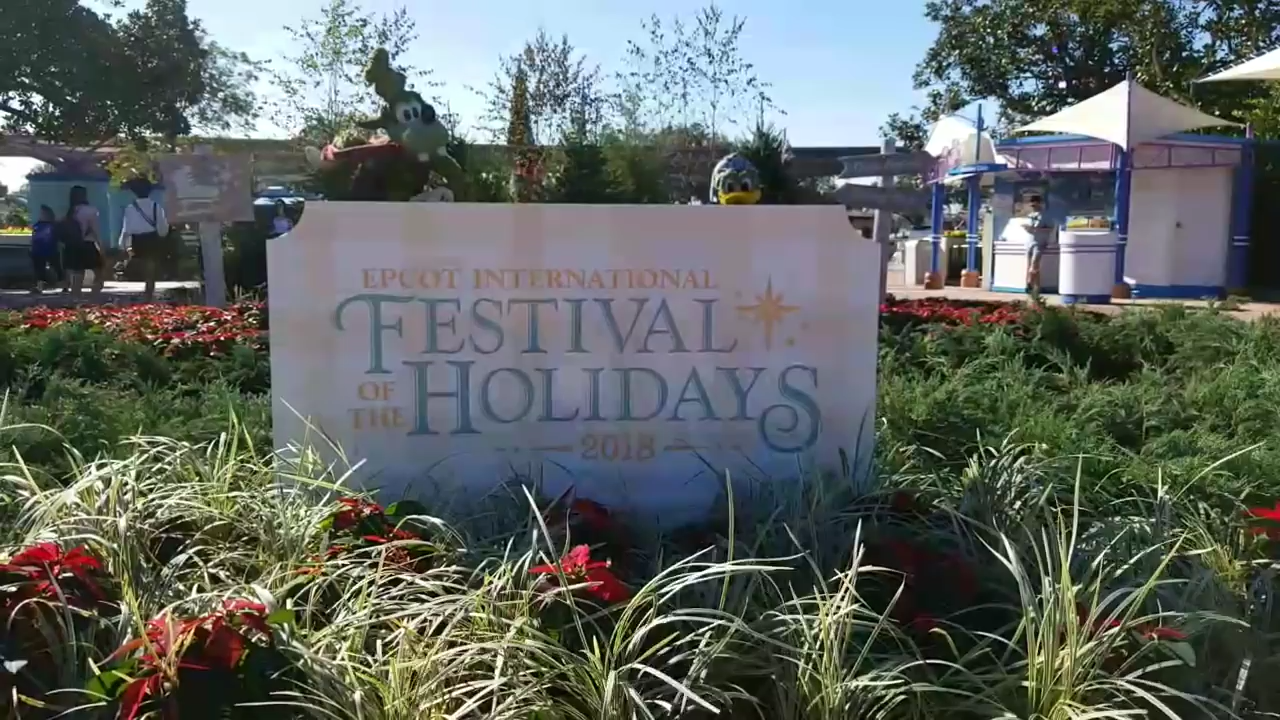 EPCOT INTERNATIONAL
FESTIVAL
OF THE HOLIDAYS
2018